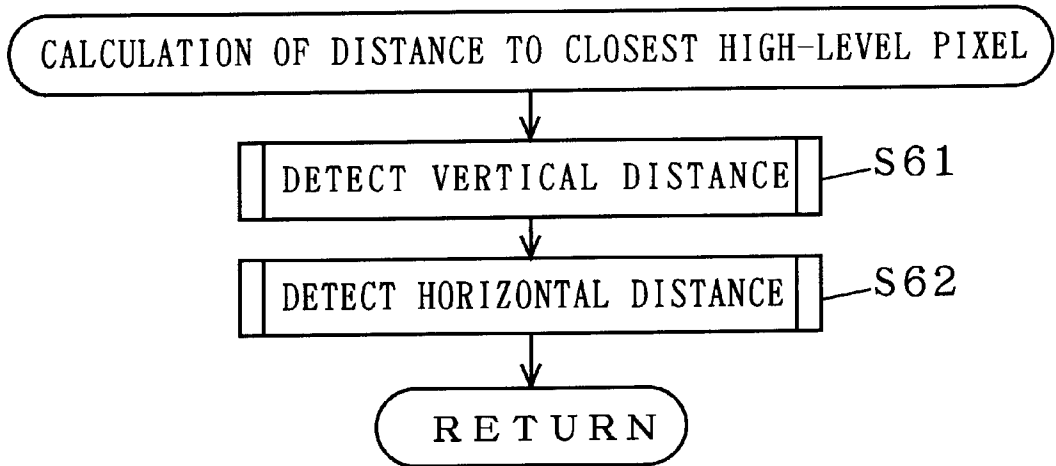 CALCULATION OF DISTANCE TO CLOSEST HIGH-LEVEL PIXEL
DETECT VERTICAL DISTANCE
S61
DETECT HORIZONTAL DISTANCE
S62
RETURN